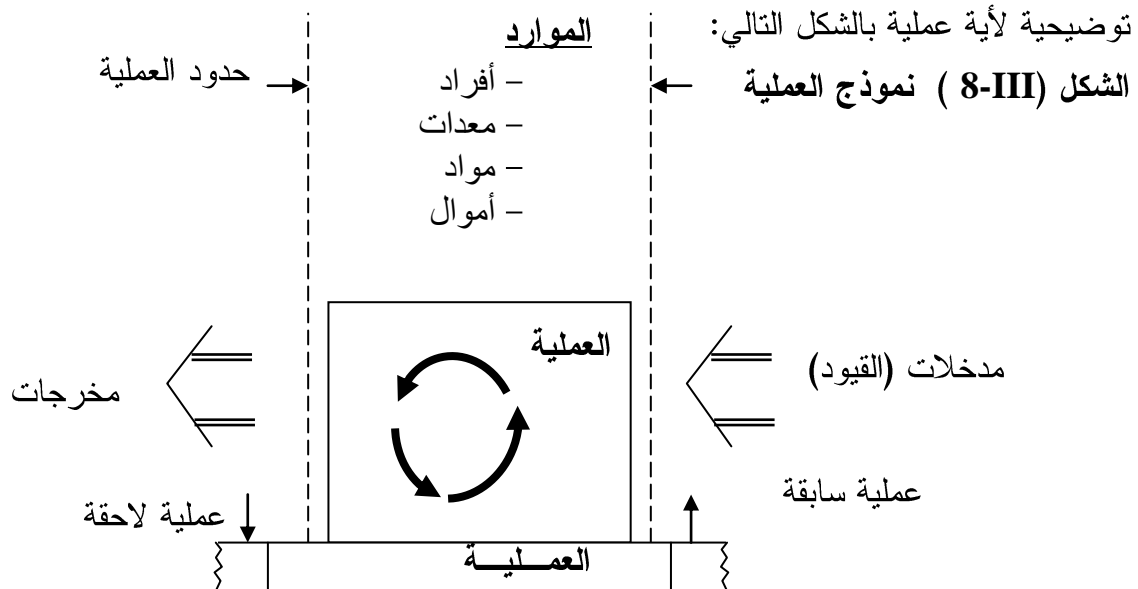 توضيحية لأية عملية بالشكل التالي:
الشكل (8-III ) نموذج العملية
الموارد
– أفراد
– معدات
– مواد
– أموال
حدود العملية
العملية
مدخلات (القيود)
مخرجات
عملية سابقة
عملية لاحقة
العمـــليـــة